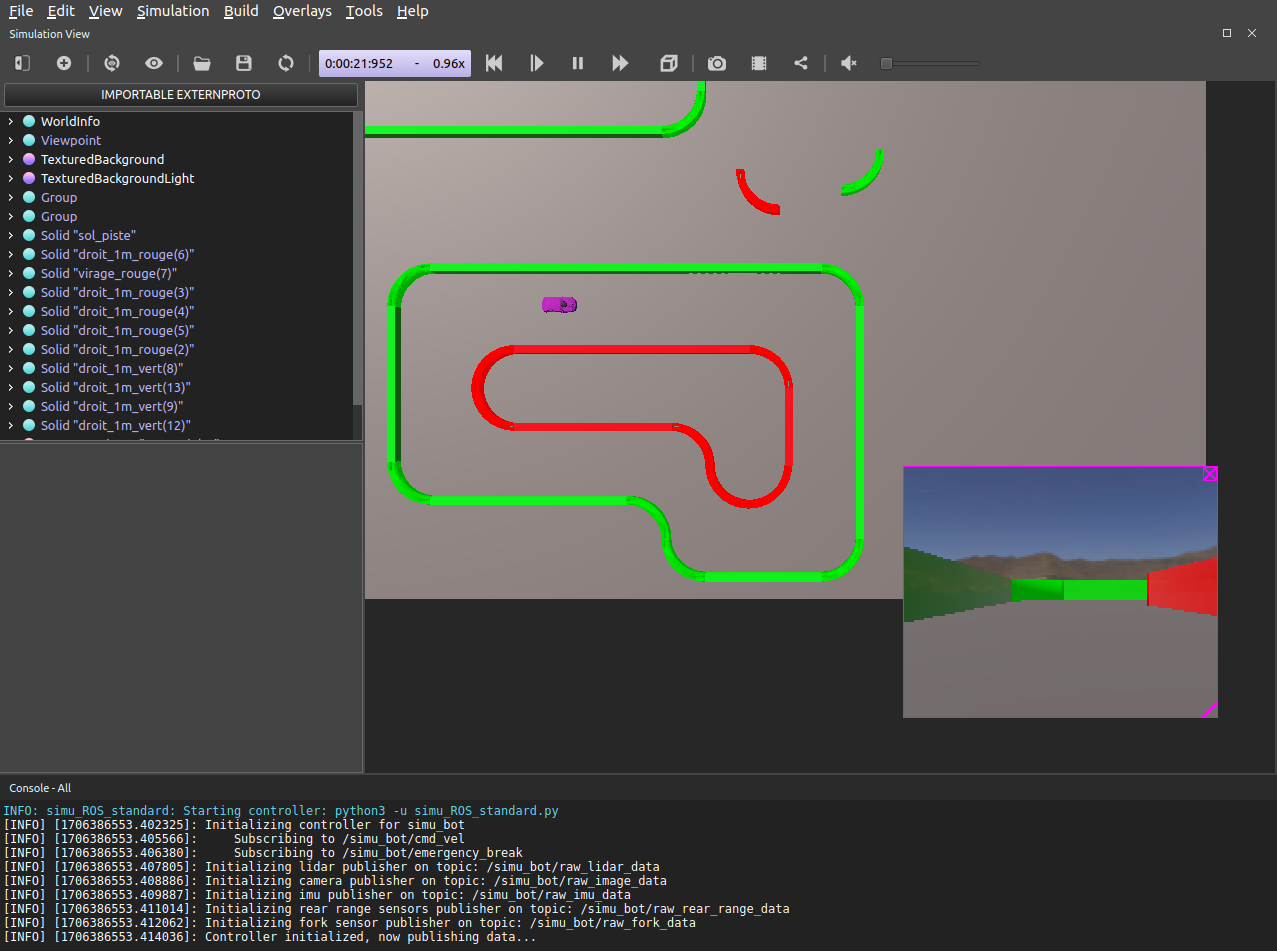 File Edit View Simulation Build Overlays Tools Help
Simulation View
0:00:21:952 - 0.96x
IMPORTABLE EXTERNPROTO
WorldInfo
Viewpoint
TexturedBackground
TexturedBackgroundLight
Group
Group
Solid "sol_piste"
Solid "droit_1m_rouge(6)"
Solid "virage_rouge(7)"
Solid "droit_1m_rouge(3)"
Solid "droit_1m_rouge(4)"
Solid "droit_1m_rouge(5)"
Solid "droit_1m_rouge(2)"
Solid "droit_1m_vert(8)"
Solid "droit_1m_vert(13)"
Solid "droit_1m_vert(9)"
Solid "droit_1m_vert(12)"
Console - All
INFO: simu_ROS_standard: Starting controller: python3 -u simu_ROS_standard.py
[INFO] [1706386553.402325]: Initializing controller for simu_bot
[INFO] [1706386553.405566]:     Subscribing to /simu_bot/cmd_vel
[INFO] [1706386553.406380]:     Subscribing to /simu_bot/emergency_break
[INFO] [1706386553.407805]: Initializing lidar publisher on topic: /simu_bot/raw_lidar_data
[INFO] [1706386553.408886]: Initializing camera publisher on topic: /simu_bot/raw_image_data
[INFO] [1706386553.409887]: Initializing imu publisher on topic: /simu_bot/raw_imu_data
[INFO] [1706386553.411014]: Initializing rear range sensors publisher on topic: /simu_bot/raw_rear_range_data
[INFO] [1706386553.412062]: Initializing fork sensor publisher on topic: /simu_bot/raw_fork_data
[INFO] [1706386553.414036]: Controller initialized, now publishing data...